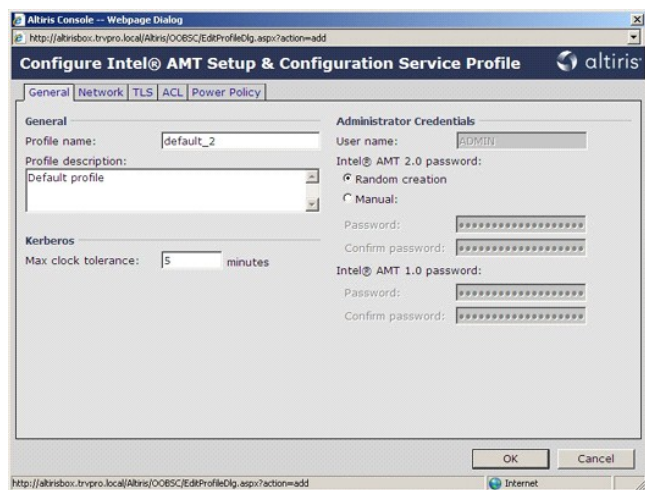 Altiris Console -- Webpage Dialog
http://altirisbox.trvpro.local/Altiris/OOBSC/EditProfileDlg.aspx?action=add
Configure Intel® AMT Setup & Configuration Service Profile
altiris
General Network TLS ACL Power Policy
General
Profile name: default_2
Profile description:
Default profile
Kerberos
Max clock tolerance: 5 minutes
Administrator Credentials
User name: ADMIN
Intel® AMT 2.0 password:
Random creation
Manual:
Password:
Confirm password:
Intel® AMT 1.0 password:
Password:
Confirm password:
OK Cancel
http://altirisbox.trvpro.local/Altiris/OOBSC/EditProfileDlg.aspx?action=add
Internet